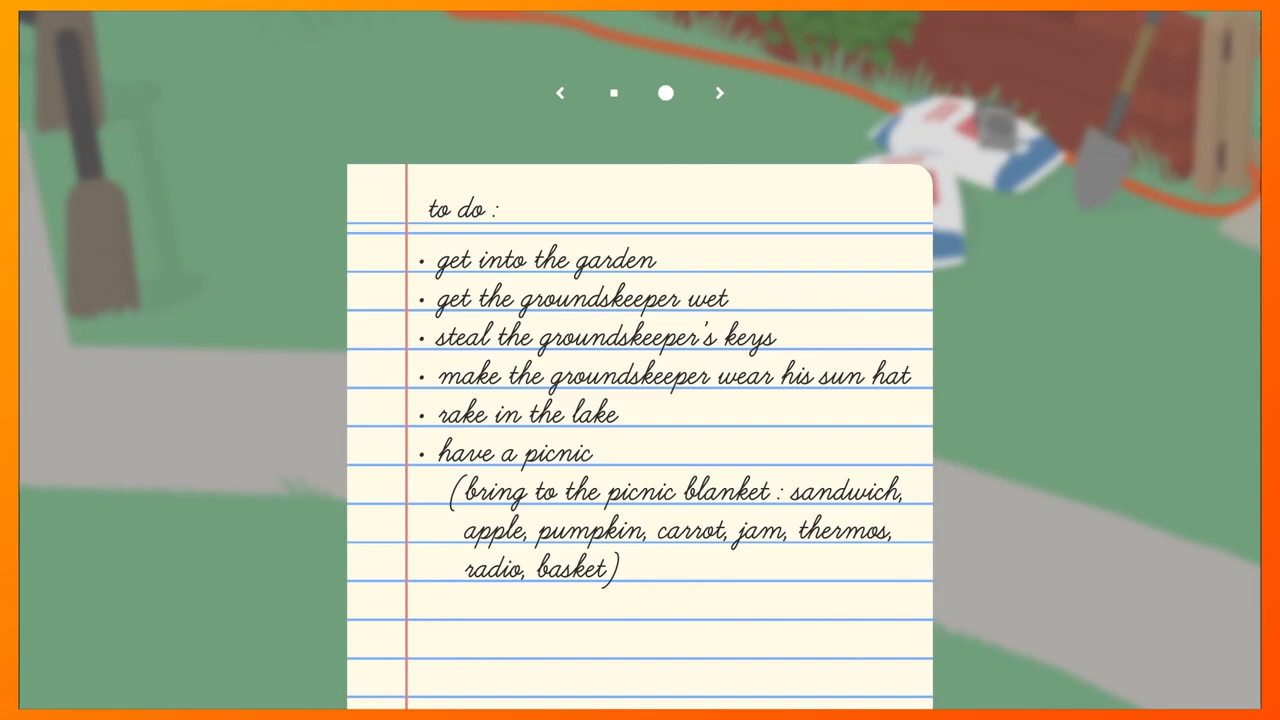 to do :
• get into the garden
• get the groundskeeper wet
• steal the groundskeeper's keys
• make the groundskeeper wear his sun hat
• rake in the lake
• have a picnic
(bring to the picnic blanket : sandwich,
apple, pumpkin, carrot, jam, thermos,
radio, basket)